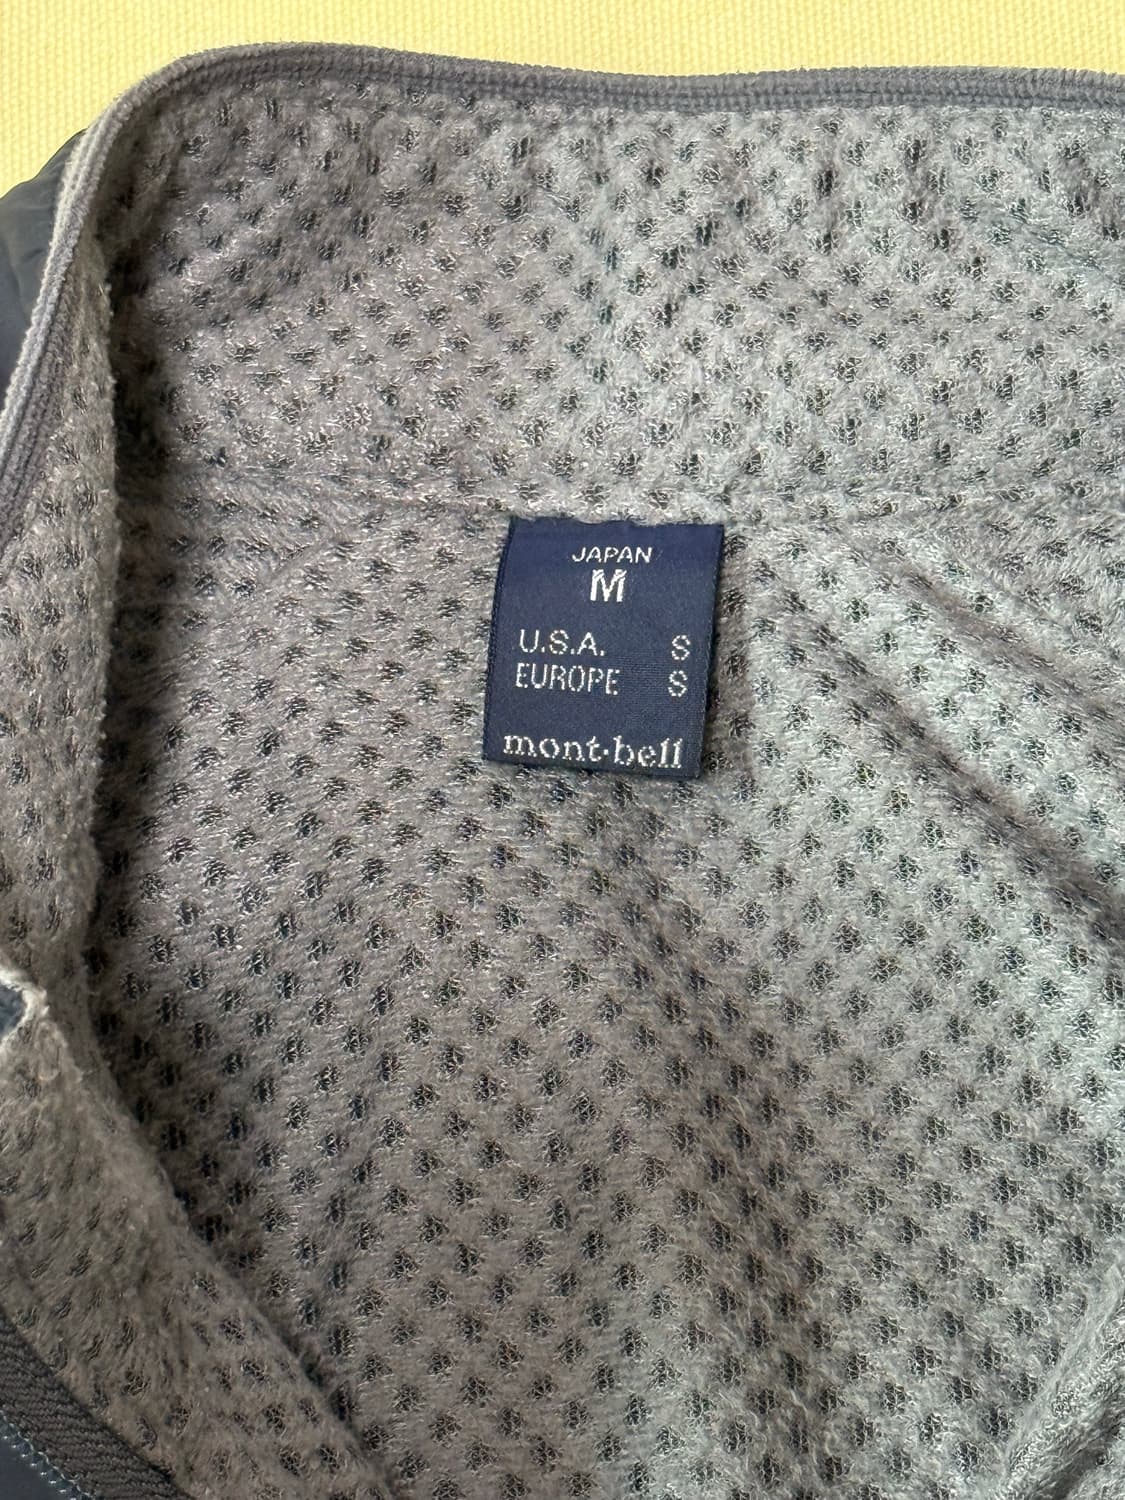 JAPAN
M
U.S.A. S
EUROPE S
mont·bell